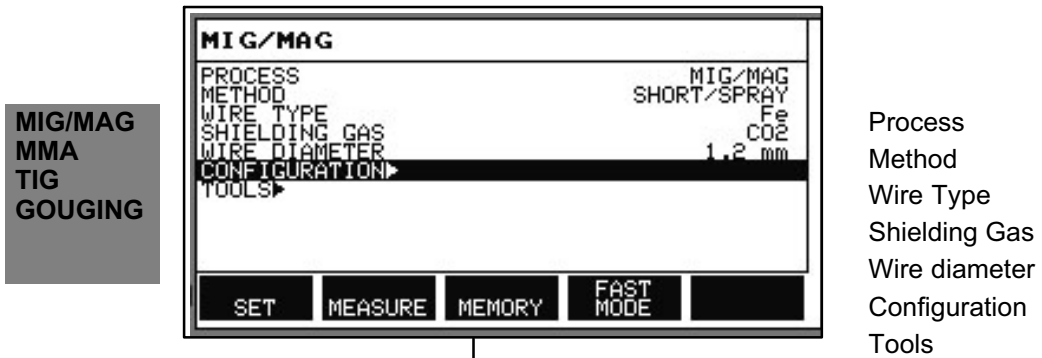 MIG/MAG
MMA
TIG
GOUGING
MIG/MAG
PROCESS MIG/MAG
METHOD SHORT/SPRAY
WIRE TYPE Fe
SHIELDING GAS CO2
WIRE DIAMETER 1.2 mm
CONFIGURATION▶
TOOLS▶
SET MEASURE MEMORY FAST MODE
Process
Method
Wire Type
Shielding Gas
Wire diameter
Configuration
Tools